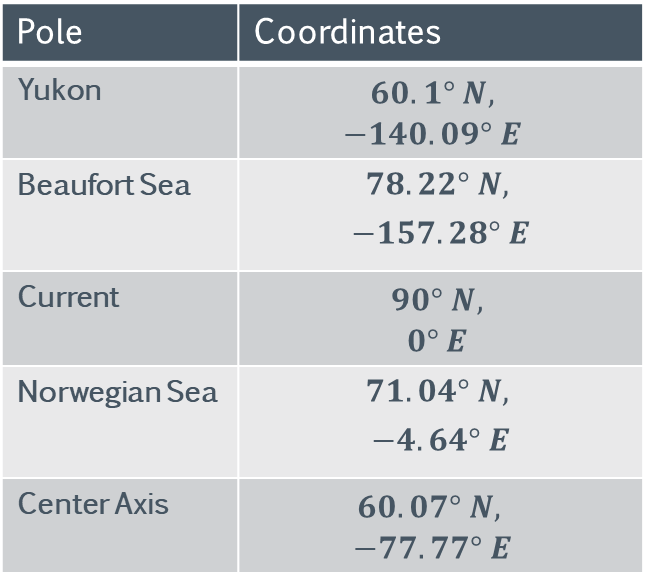 Pole Coordinates
Yukon 60.1° N,
−140.09° E
Beaufort Sea 78.22° N,
−157.28° E
Current 90° N,
0° E
Norwegian Sea 71.04° N,
−4.64° E
Center Axis 60.07° N,
−77.77° E